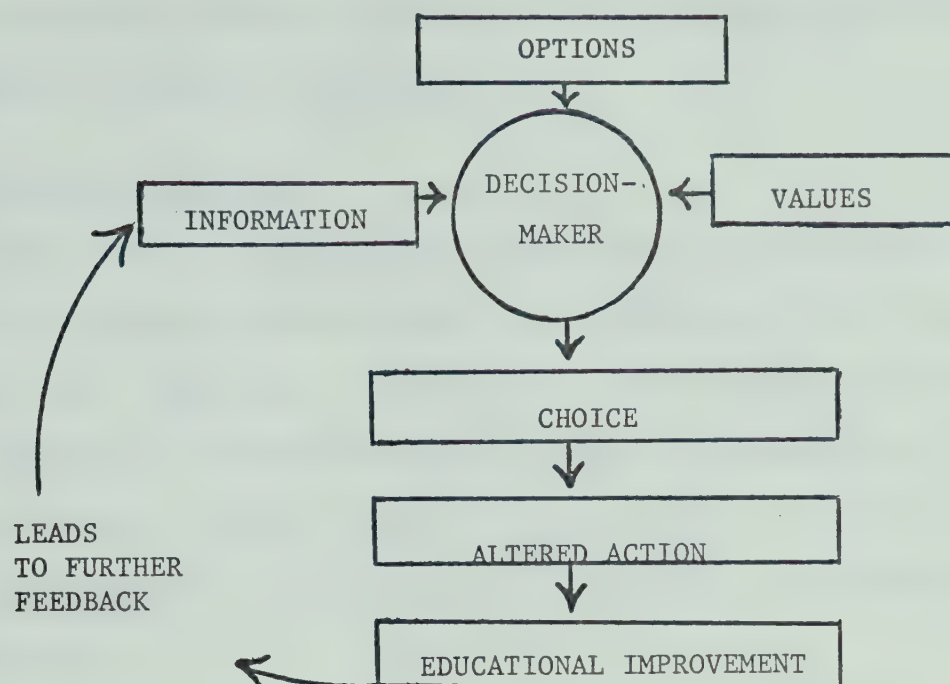 OPTIONS
DECISION-
MAKER
INFORMATION
VALUES
CHOICE
ALTERED ACTION
LEADS
TO FURTHER
FEEDBACK
EDUCATIONAL IMPROVEMENT